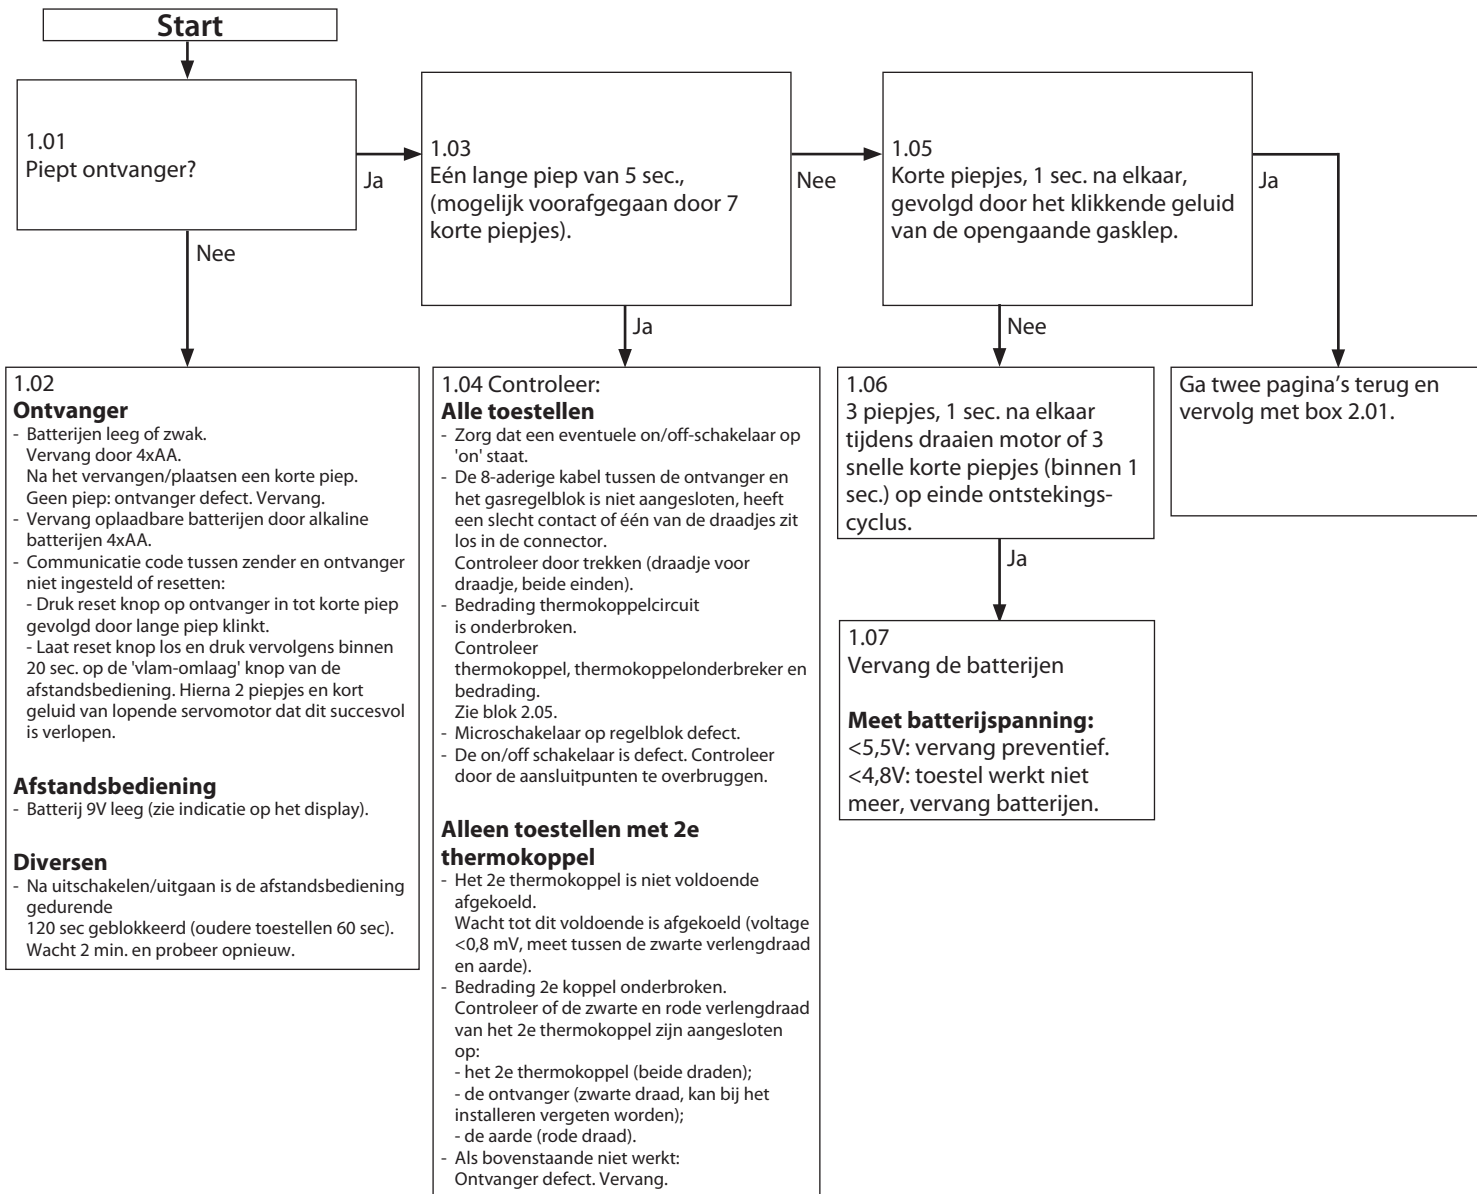 Start
1.01
Piept ontvanger?
Ja
Nee
1.03
Eén lange piep van 5 sec.,
(mogelijk voorafgegaan door 7
korte piepjes).
Nee
Ja
1.05
Korte piepjes, 1 sec. na elkaar,
gevolgd door het klikkende geluid
van de opengaande gasklep.
Ja
Nee
1.02
Ontvanger
- Batterijen leeg of zwak.
Vervang door 4xAA.
Na het vervangen/plaatsen een korte piep.
Geen piep: ontvanger defect. Vervang.
- Vervang oplaadbare batterijen door alkaline
batterijen 4xAA.
- Communicatie code tussen zender en ontvanger
niet ingesteld of resetten:
- Druk reset knop op ontvanger in tot korte piep
gevolgd door lange piep klinkt.
- Laat reset knop los en druk vervolgens binnen
20 sec. op de 'vlam-omlaag' knop van de
afstandsbediening. Hierna 2 piepjes en kort
geluid van lopende servomotor dat dit succesvol
is verlopen.
Afstandsbediening
- Batterij 9V leeg (zie indicatie op het display).
Diversen
- Na uitschakelen/uitgaan is de afstandsbediening
gedurende
120 sec geblokkeerd (oudere toestellen 60 sec).
Wacht 2 min. en probeer opnieuw.
1.04 Controleer:
Alle toestellen
- Zorg dat een eventuele on/off-schakelaar op
'on' staat.
- De 8-aderige kabel tussen de ontvanger en
het gasregelblok is niet aangesloten, heeft
een slecht contact of één van de draadjes zit
los in de connector.
Controleer door trekken (draadje voor
draadje, beide einden).
- Bedrading thermokoppelcircuit
is onderbroken.
Controleer
thermokoppel, thermokoppelonderbreker en
bedrading.
Zie blok 2.05.
- Microschakelaar op regelblok defect.
- De on/off schakelaar is defect. Controleer
door de aansluitpunten te overbruggen.
Alleen toestellen met 2e
thermokoppel
- Het 2e thermokoppel is niet voldoende
afgekoeld.
Wacht tot dit voldoende is afgekoeld (voltage
<0,8 mV, meet tussen de zwarte verlengdraad
en aarde).
- Bedrading 2e koppel onderbroken.
Controleer of de zwarte en rode verlengdraad
van het 2e thermokoppel zijn aangesloten
op:
- het 2e thermokoppel (beide draden);
- de ontvanger (zwarte draad, kan bij het
installeren vergeten worden);
- de aarde (rode draad).
- Als bovenstaande niet werkt:
Ontvanger defect. Vervang.
1.06
3 piepjes, 1 sec. na elkaar
tijdens draaien motor of 3
snelle korte piepjes (binnen 1
sec.) op einde ontstekings-
cyclus.
Ja
1.07
Vervang de batterijen
Meet batterijspanning:
<5,5V: vervang preventief.
<4,8V: toestel werkt niet
meer, vervang batterijen.
Ga twee pagina's terug en
vervolg met box 2.01.